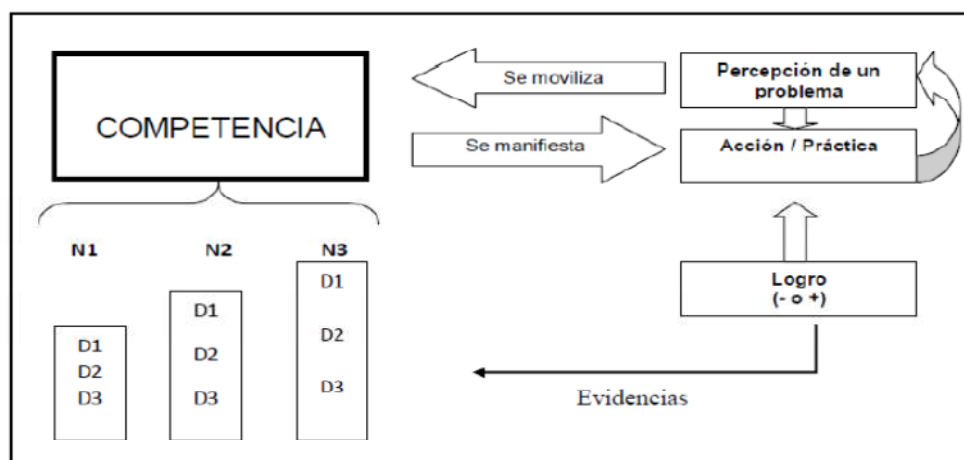 COMPETENCIA
Se moviliza
Se manifiesta
Percepción de un
problema
Acción / Práctica
Logro
(- o +)
Evidencias
N1
D1
D2
D3
N2
D1
D2
D3
N3
D1
D2
D3